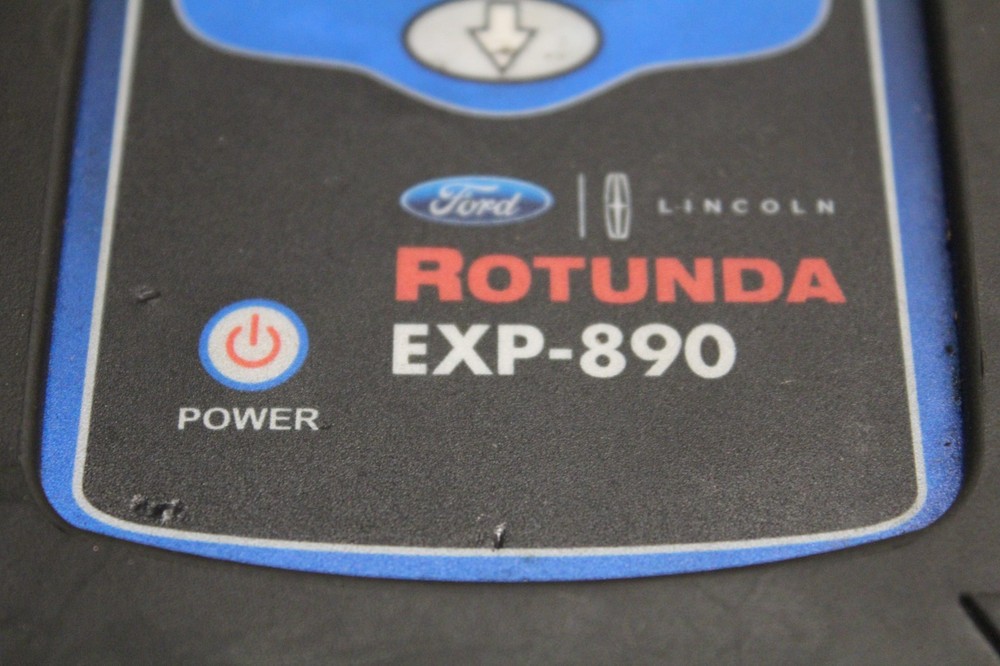 Ford | LINCOLN
ROTUNDA
EXP-890
POWER